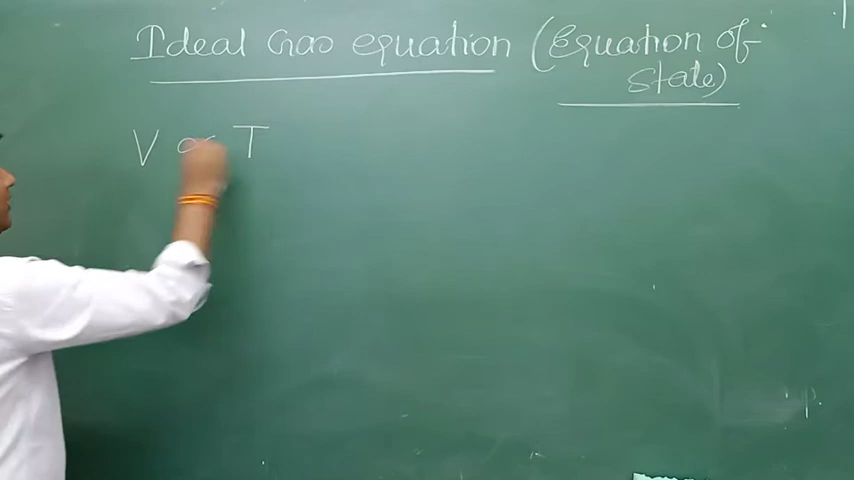 Ideal Gas equation (Equation of
state)
V ∝ T